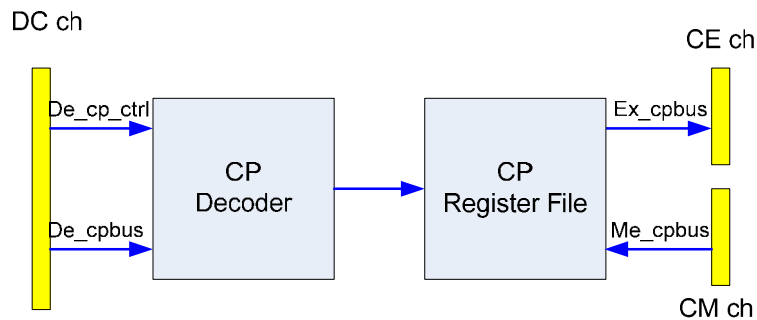 DC ch
CE ch
De_cp_ctrl
Ex_cpbus
CP
Decoder
CP
Register File
De_cpbus
Me_cpbus
CM ch